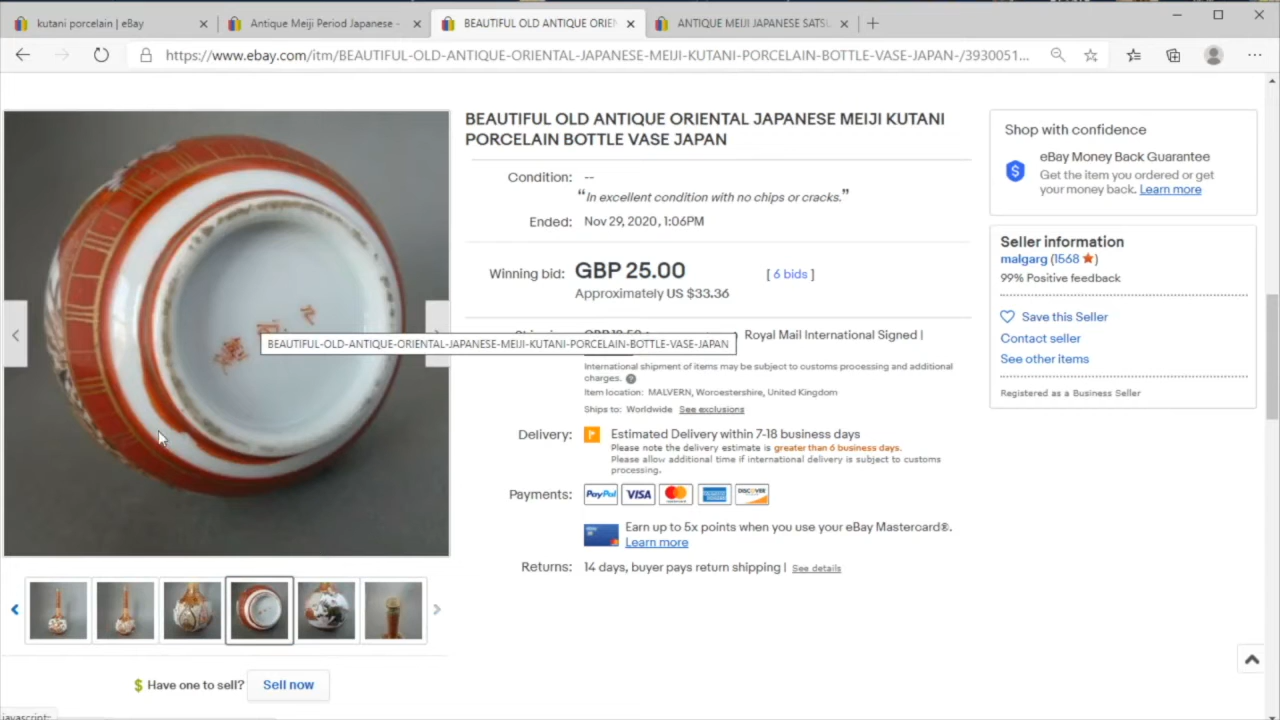 kutani porcelain | eBay
Antique Meiji Period Japanese -
BEAUTIFUL OLD ANTIQUE ORIEN
ANTIQUE MEIJI JAPANESE SATSU
https://www.ebay.com/itm/BEAUTIFUL-OLD-ANTIQUE-ORIENTAL-JAPANESE-MEIJI-KUTANI-PORCELAIN-BOTTLE-VASE-JAPAN-/3930051...
BEAUTIFUL OLD ANTIQUE ORIENTAL JAPANESE MEIJI KUTANI
PORCELAIN BOTTLE VASE JAPAN
Condition: --
“In excellent condition with no chips or cracks.”
Ended: Nov 29, 2020, 1:06PM
Winning bid: GBP 25.00 [ 6 bids ]
Approximately US $33.36
Royal Mail International Signed |
BEAUTIFUL-OLD-ANTIQUE-ORIENTAL-JAPANESE-MEIJI-KUTANI-PORCELAIN-BOTTLE-VASE-JAPAN
International shipment of items may be subject to customs processing and additional
charges. ?
Item location: MALVERN, Worcestershire, United Kingdom
Ships to: Worldwide See exclusions
Delivery: Estimated Delivery within 7-18 business days
Please note the delivery estimate is greater than 6 business days.
Please allow additional time if international delivery is subject to customs
processing.
Payments: PayPal VISA MasterCard AMERICAN EXPRESS DISCOVER
Earn up to 5x points when you use your eBay Mastercard®.
Learn more
Returns: 14 days, buyer pays return shipping | See details
$ Have one to sell? Sell now
Shop with confidence
eBay Money Back Guarantee
Get the item you ordered or get
your money back. Learn more
Seller information
malgarg (1568 ★)
99% Positive feedback
Save this Seller
Contact seller
See other items
Registered as a Business Seller